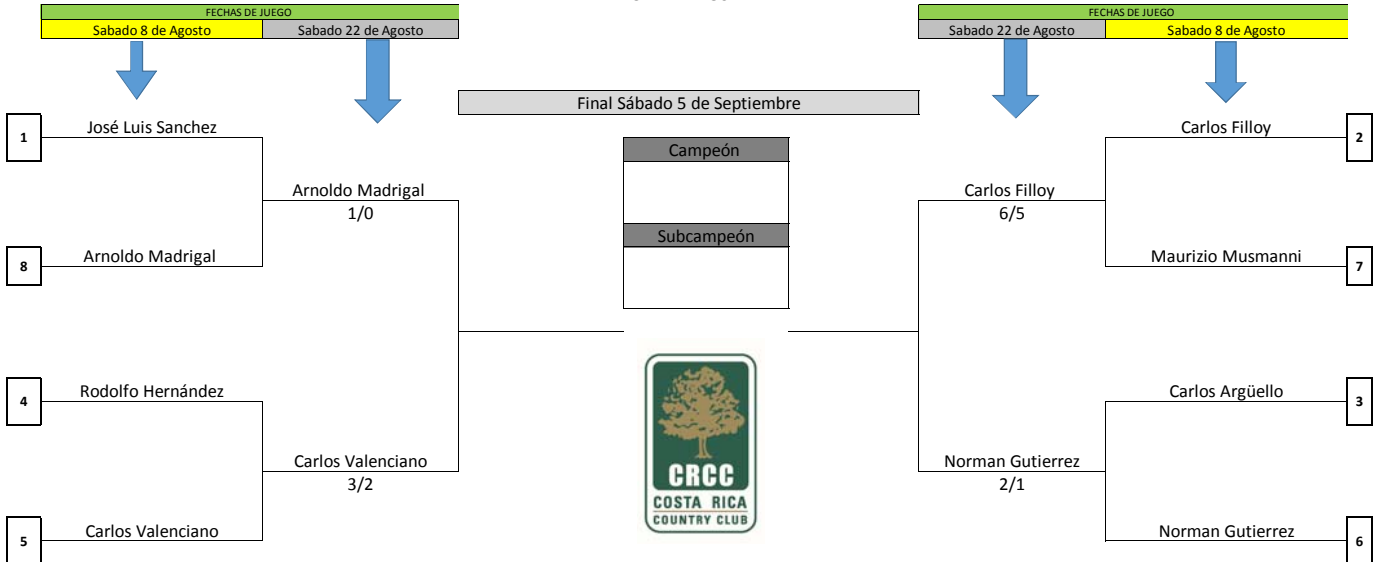 FECHAS DE JUEGO
FECHAS DE JUEGO
Sabado 8 de Agosto
Sabado 22 de Agosto
Sabado 22 de Agosto
Sabado 8 de Agosto
Final Sábado 5 de Septiembre
1
José Luis Sanchez
Carlos Filloy
2
Campeón
Arnoldo Madrigal
1/0
Carlos Filloy
6/5
Subcampeón
8
Arnoldo Madrigal
Maurizio Musmanni
7
4
Rodolfo Hernández
Carlos Argüello
3
Carlos Valenciano
3/2
Norman Gutierrez
2/1
CRCC
COSTA RICA
COUNTRY CLUB
5
Carlos Valenciano
Norman Gutierrez
6